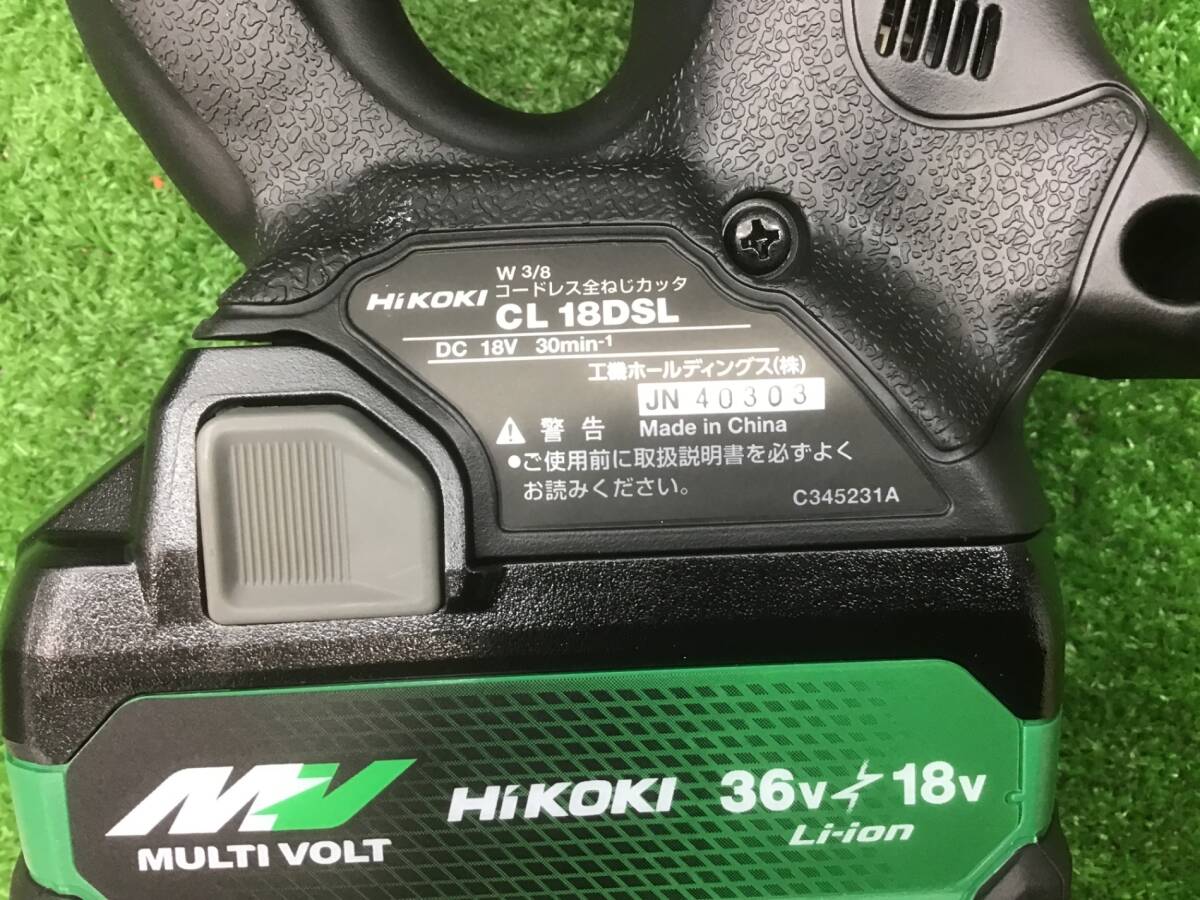 W 3/8
コードレス全ねじカッタ
HiKOKI CL 18DSL
DC 18V 30min-1
工機ホールディングス(株)
JN 40303
警告 Made in China
●ご使用前に取扱説明書を必ずよく
お読みください。
C345231A
MV
MULTI VOLT
HiKOKI 36V⚡18V
Li-ion